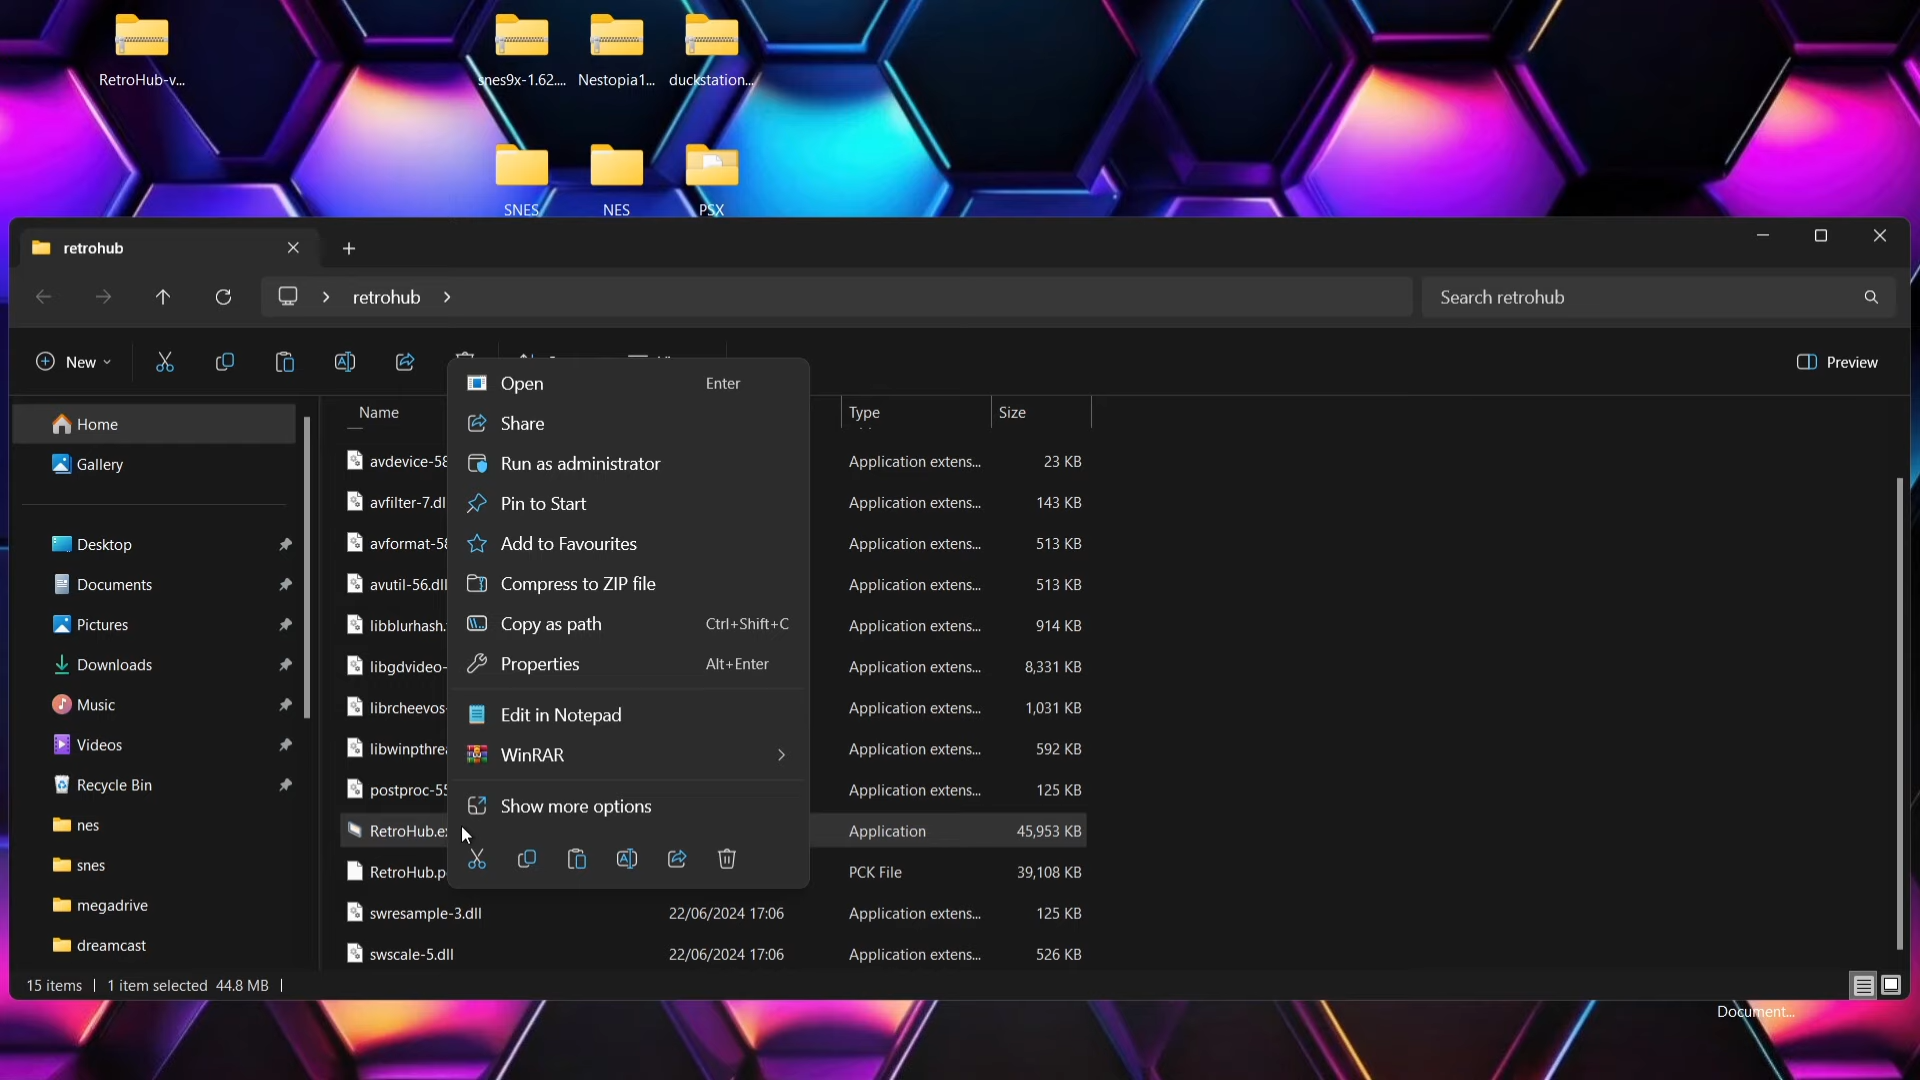 RetroHub-v...
snes9x-1.62....
Nestopia1...
duckstation...
SNES
NES
PSX
retrohub
retrohub
Search retrohub
New
Preview
Name
Type
Size
Home
Gallery
Desktop
Documents
Pictures
Downloads
Music
Videos
Recycle Bin
nes
snes
megadrive
dreamcast
avdevice-58
Application extens...
23 KB
avfilter-7.dl
Application extens...
143 KB
avformat-58
Application extens...
513 KB
avutil-56.dll
Application extens...
513 KB
libblurhash.
Application extens...
914 KB
libgdvideo-
Application extens...
8,331 KB
librcheevos-
Application extens...
1,031 KB
libwinpthre
Application extens...
592 KB
postproc-55
Application extens...
125 KB
RetroHub.ex
Application
45,953 KB
RetroHub.p
PCK File
39,108 KB
swresample-3.dll
22/06/2024 17:06
Application extens...
125 KB
swscale-5.dll
22/06/2024 17:06
Application extens...
526 KB
Open
Enter
Share
Run as administrator
Pin to Start
Add to Favourites
Compress to ZIP file
Copy as path
Ctrl+Shift+C
Properties
Alt+Enter
Edit in Notepad
WinRAR
Show more options
15 items
1 item selected 44.8 MB
Document...